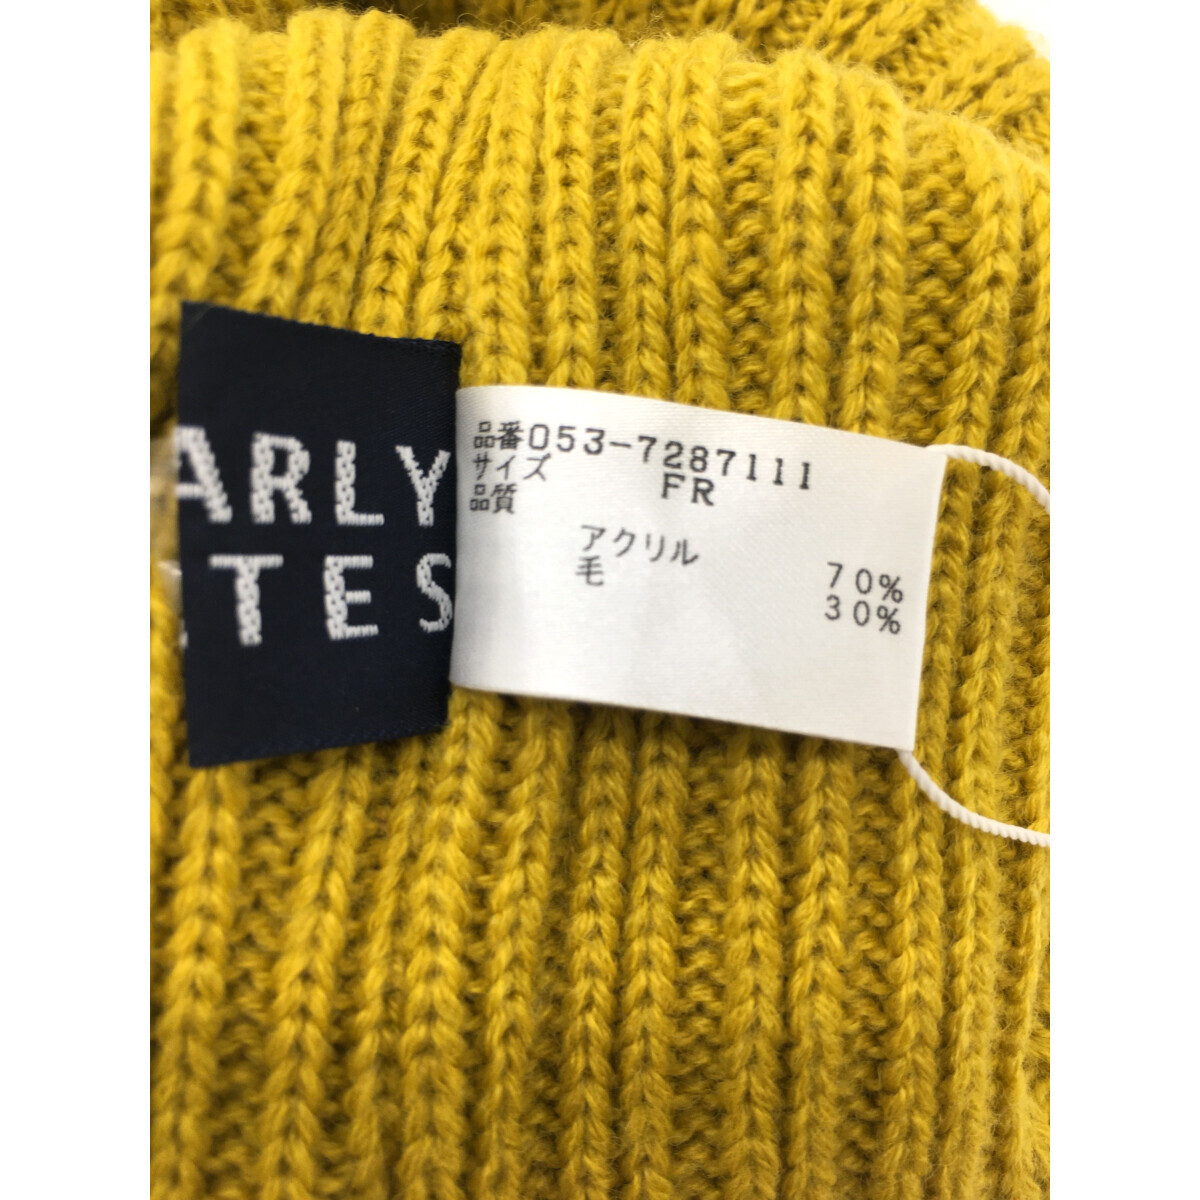 ARLY
TES
品番053-7287111
サイズ FR
品質
アクリル 70%
毛 30%